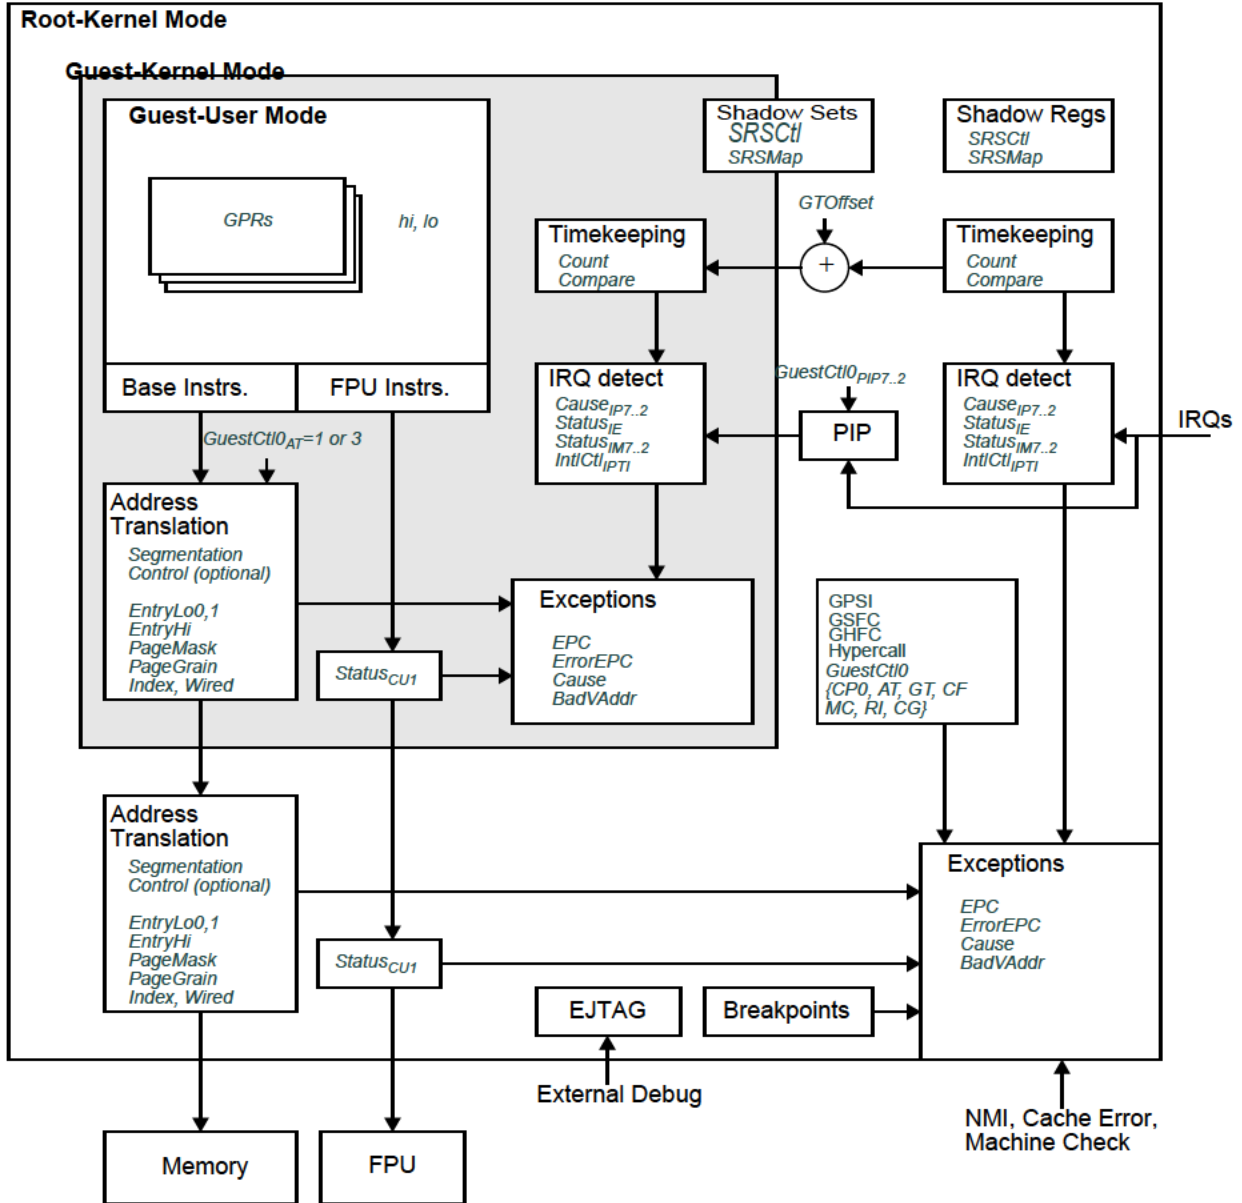 Root-Kernel Mode
Guest-Kernel Mode
Guest-User Mode
GPRs
hi, lo
Base Instrs.
FPU Instrs.
Shadow Sets
SRSCtl
SRSMap
Shadow Regs
SRSCtl
SRSMap
GTOffset
Timekeeping
Count
Compare
+
Timekeeping
Count
Compare
IRQ detect
CauseIP7..2
StatusIE
StatusIM7..2
IntlCtlIPTI
GuestCtl0PIP7..2
PIP
IRQ detect
CauseIP7..2
StatusIE
StatusIM7..2
IntlCtlIPTI
IRQs
GuestCtl0AT=1 or 3
Address
Translation
Segmentation
Control (optional)
EntryLo0,1
EntryHi
PageMask
PageGrain
Index, Wired
StatusCU1
Exceptions
EPC
ErrorEPC
Cause
BadVAddr
GPSI
GSFC
GHFC
Hypercall
GuestCtl0
{CP0, AT, GT, CF
MC, RI, CG}
Address
Translation
Segmentation
Control (optional)
EntryLo0,1
EntryHi
PageMask
PageGrain
Index, Wired
StatusCU1
Exceptions
EPC
ErrorEPC
Cause
BadVAddr
EJTAG
Breakpoints
External Debug
NMI, Cache Error,
Machine Check
Memory
FPU